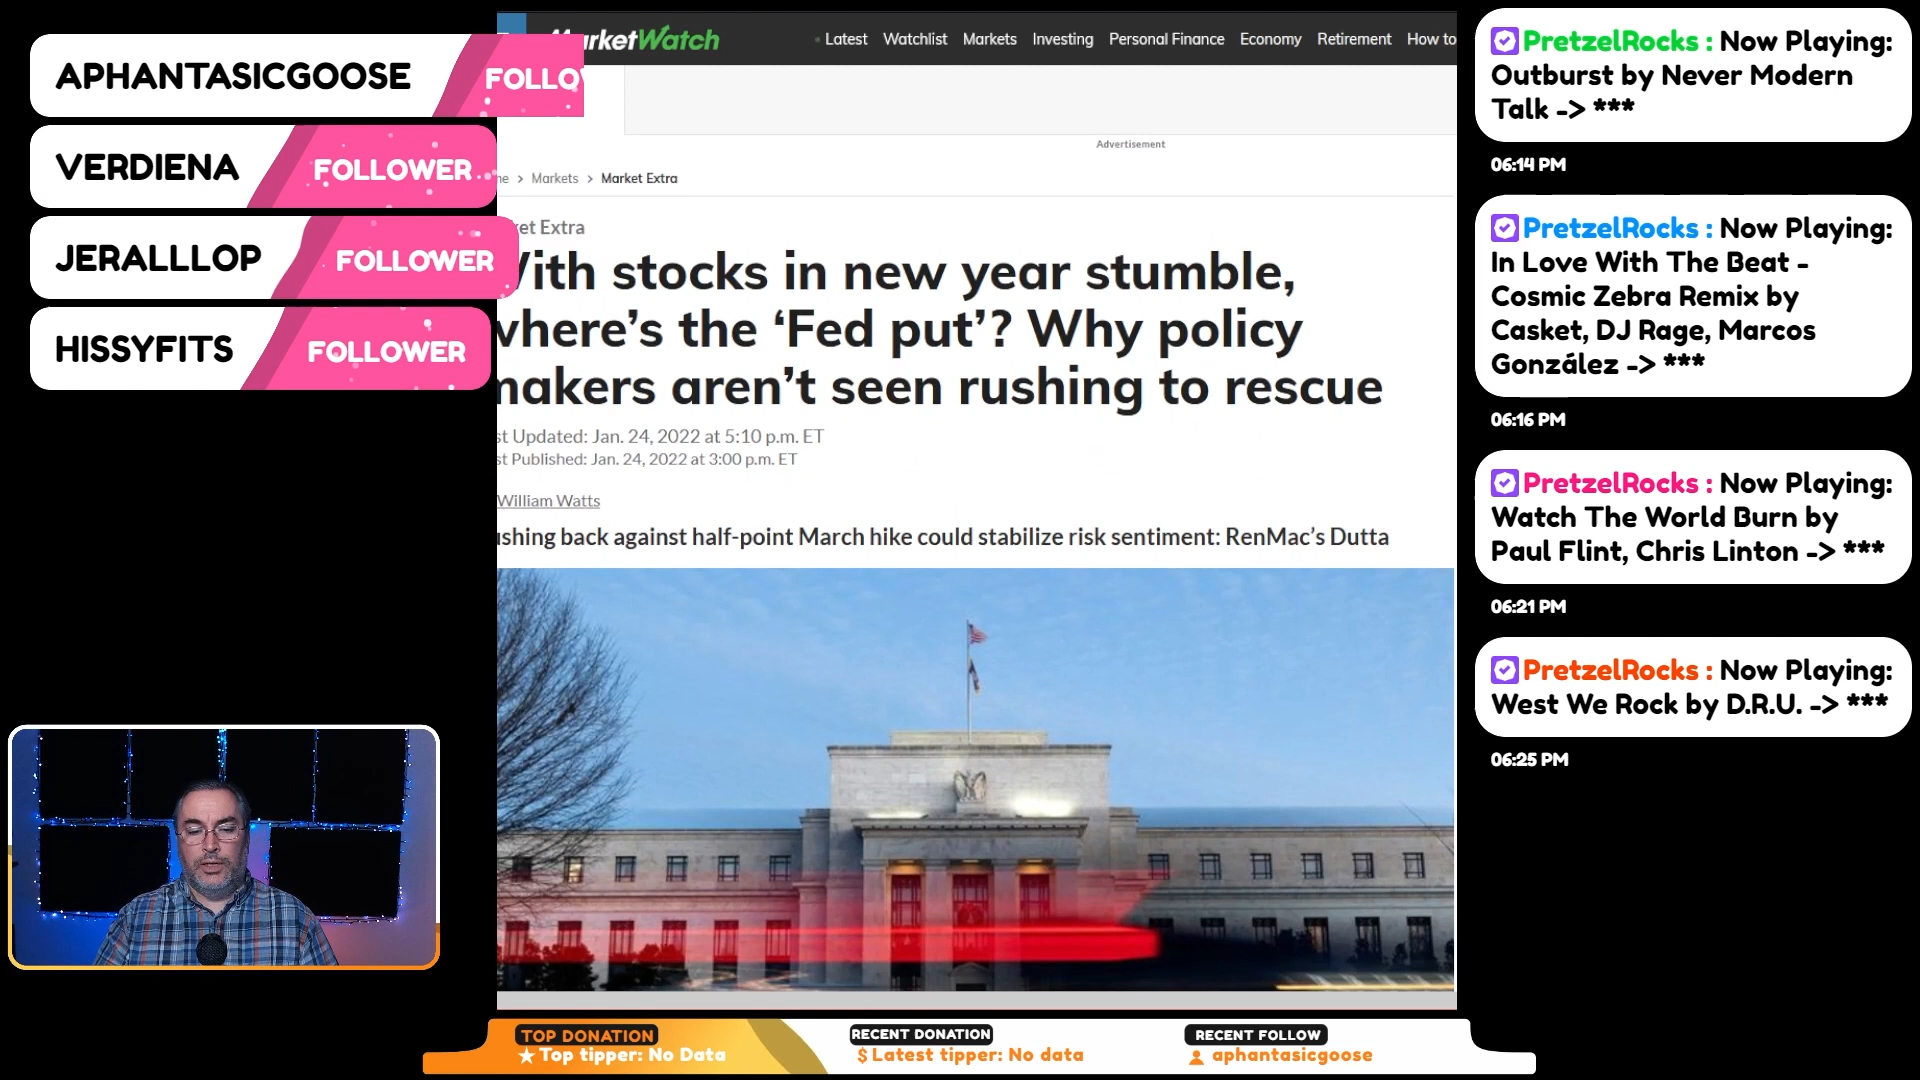 APHANTASICGOOSE
VERDIENA FOLLOWER
JERALLLOP FOLLOWER
HISSYFITS FOLLOWER
Latest Watchlist Markets Investing Personal Finance Economy Retirement How to
Advertisement
> Markets > Market Extra
Extra
stocks in new year stumble,
the ‘Fed put’? Why policy
aren’t seen rushing to rescue
Updated: Jan. 24, 2022 at 5:10 p.m. ET
Published: Jan. 24, 2022 at 3:00 p.m. ET
William Watts
back against half-point March hike could stabilize risk sentiment: RenMac’s Dutta
PretzelRocks : Now Playing:
Outburst by Never Modern
Talk -> ***
06:14 PM
PretzelRocks : Now Playing:
In Love With The Beat -
Cosmic Zebra Remix by
Casket, DJ Rage, Marcos
González -> ***
06:16 PM
PretzelRocks : Now Playing:
Watch The World Burn by
Paul Flint, Chris Linton -> ***
06:21 PM
PretzelRocks : Now Playing:
West We Rock by D.R.U. -> ***
06:25 PM
TOP DONATION
Top tipper: No Data
RECENT DONATION
$ Latest tipper: No data
RECENT FOLLOW
aphantasicgoose